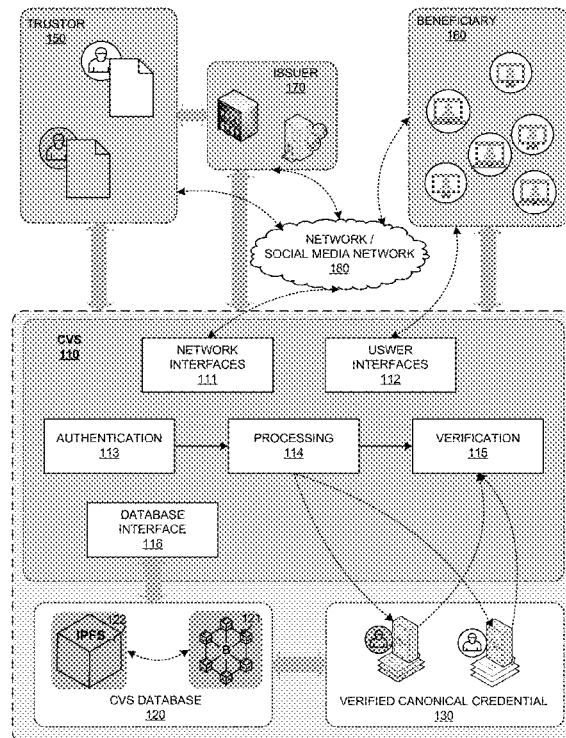 TRUSTOR
150
ISSUER
170
BENEFICIARY
160
NETWORK /
SOCIAL MEDIA NETWORK
180
CVS
110
NETWORK
INTERFACES
111
USWER
INTERFACES
112
AUTHENTICATION
113
PROCESSING
114
VERIFICATION
115
DATABASE
INTERFACE
118
IPFS
122
121
CVS DATABASE
120
VERIFIED CANONICAL CREDENTIAL
130